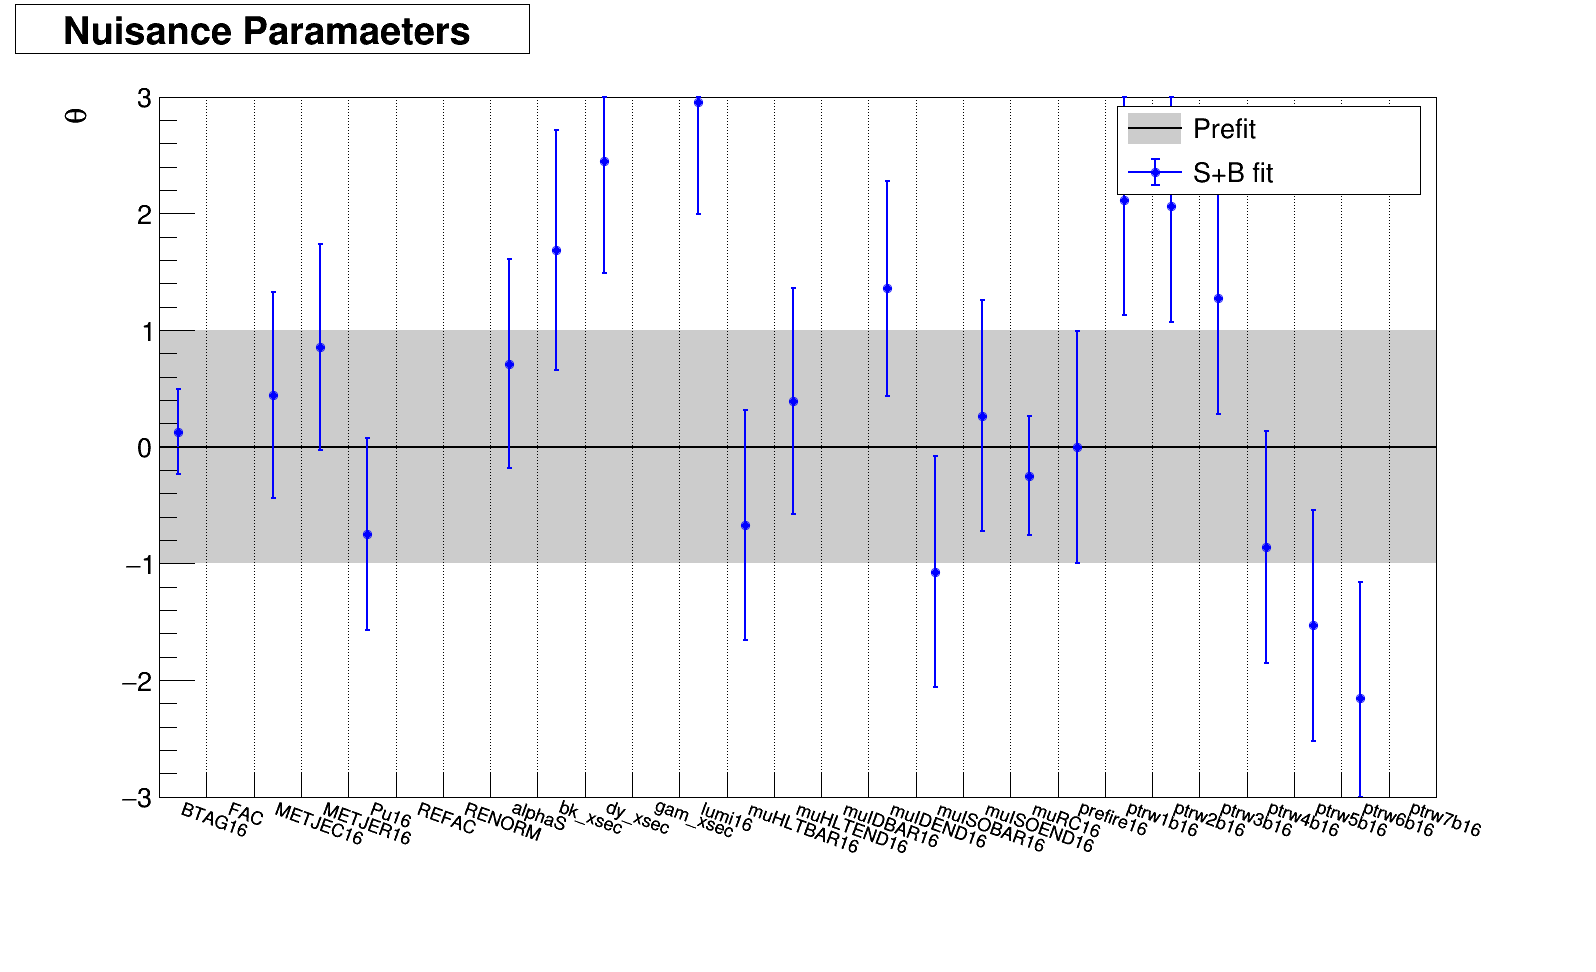 Nuisance Paramaeters
θ
3
2
1
0
−1
−2
−3
Prefit
S+B fit
BTAG16
FAC
METJEC16
METJER16
Pu16
REFAC
RENORM
alphaS
bk_xsec
dy_xsec
gam_xsec
lumi16
muHLTBAR16
muHLTEND16
muIDBAR16
muIDEND16
muISOBAR16
muISOEND16
muRC16
prefire16
ptrw1b16
ptrw2b16
ptrw3b16
ptrw4b16
ptrw5b16
ptrw6b16
ptrw7b16